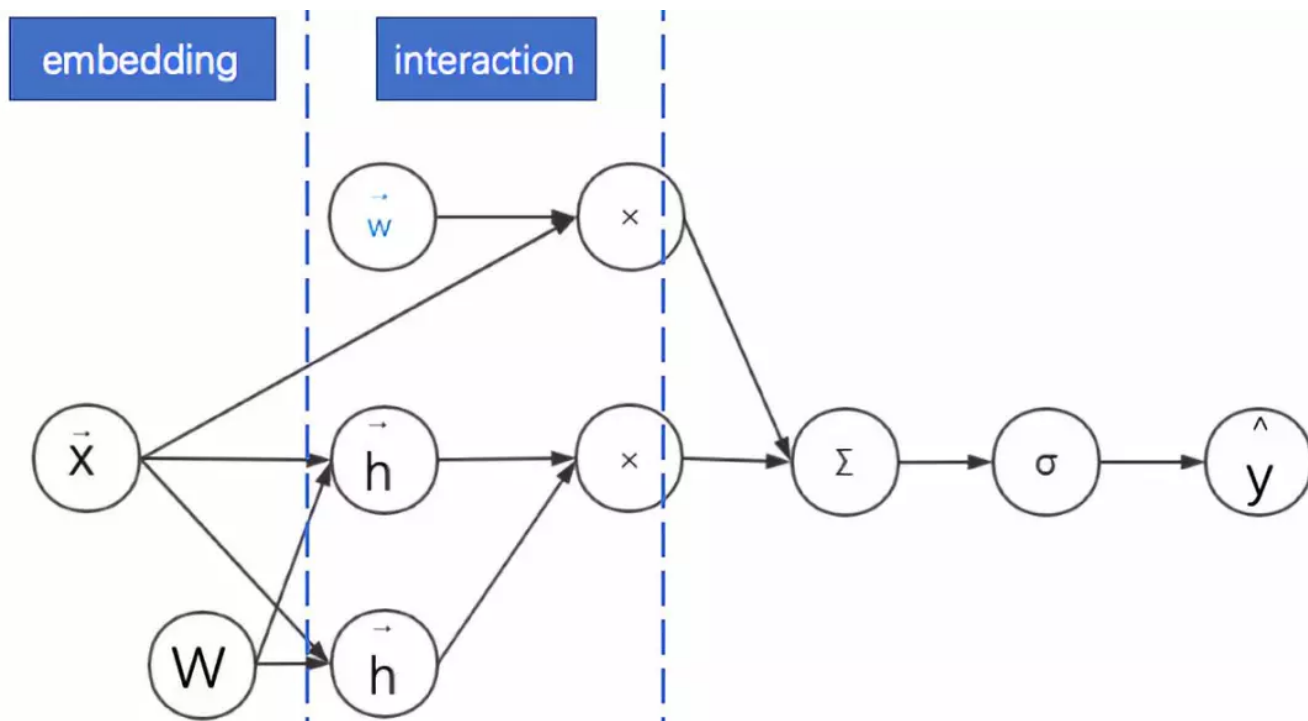 embedding
interaction
→
w
×
→
x
→
h
×
Σ
σ
^
y
W
→
h